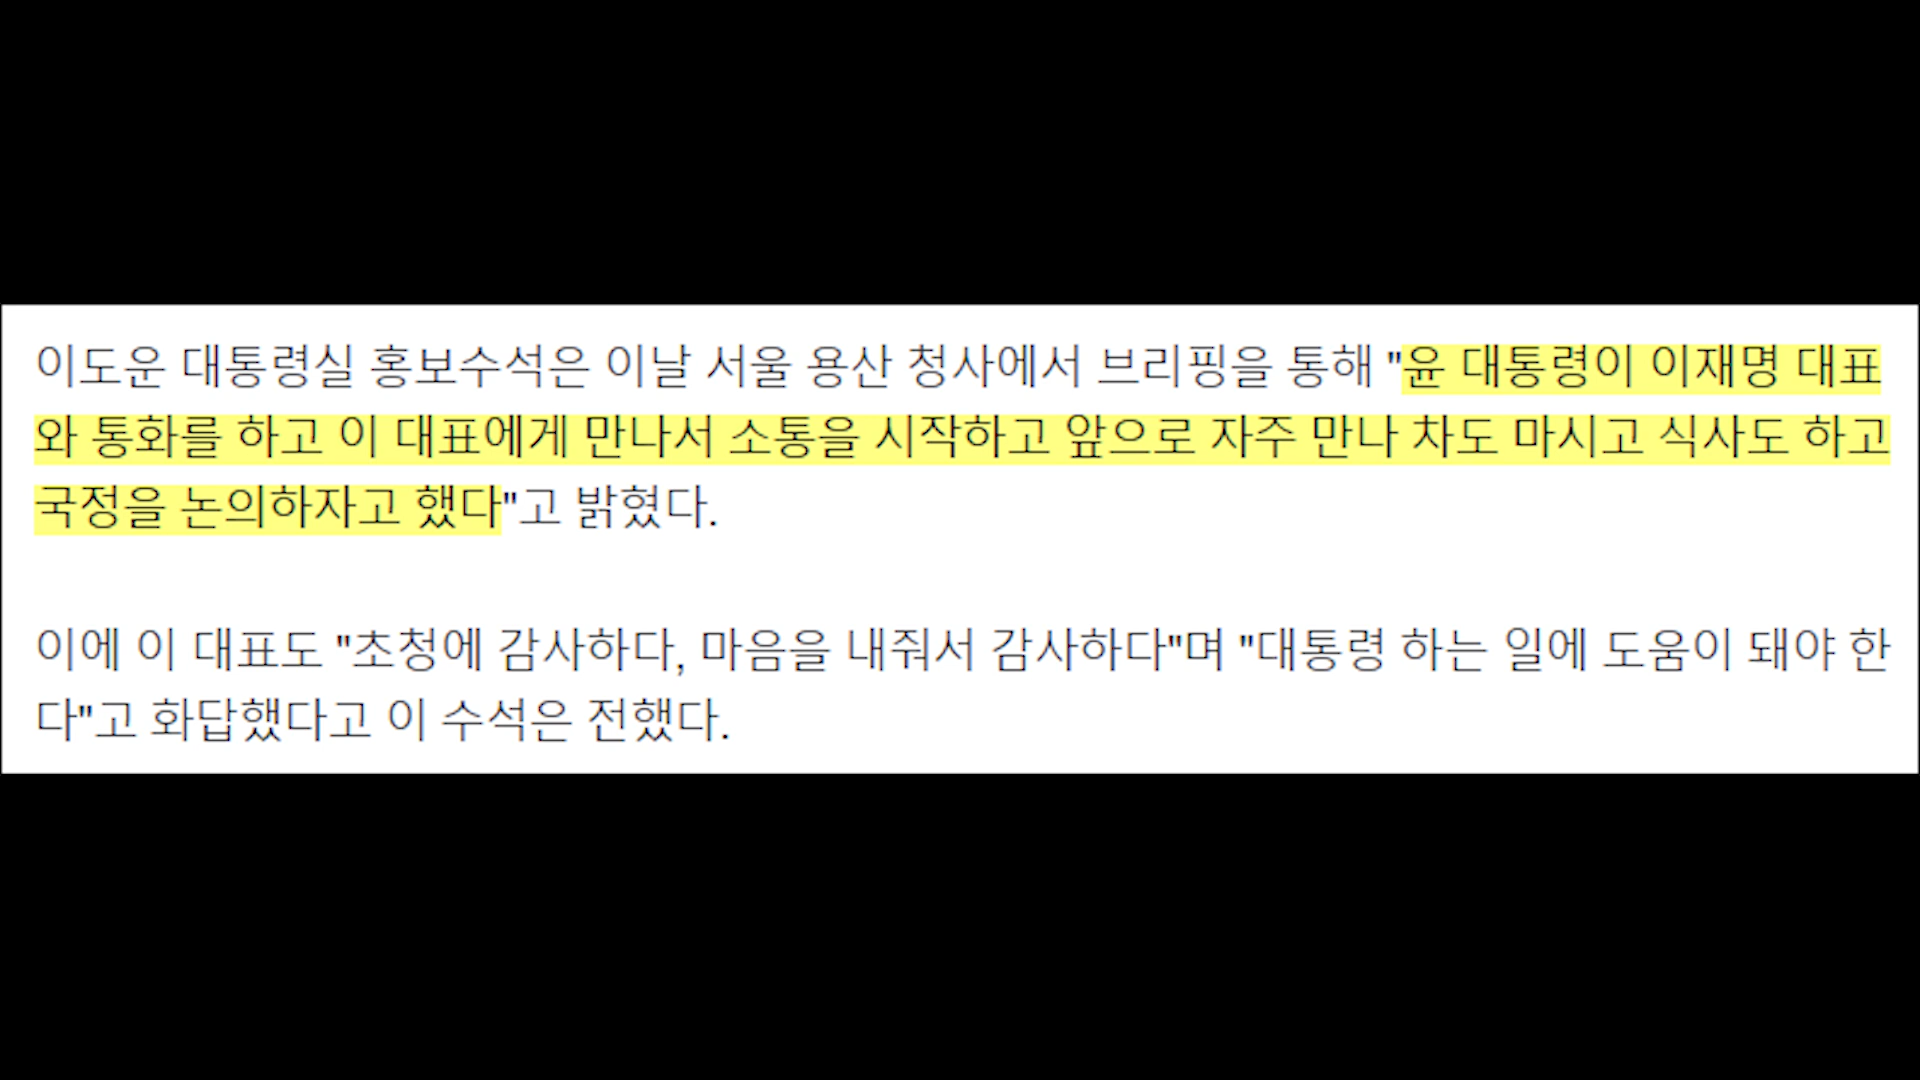 이도운 대통령실 홍보수석은 이날 서울 용산 청사에서 브리핑을 통해 "윤 대통령이 이재명 대표
와 통화를 하고 이 대표에게 만나서 소통을 시작하고 앞으로 자주 만나 차도 마시고 식사도 하고
국정을 논의하자고 했다"고 밝혔다.
이에 이 대표도 "초청에 감사하다, 마음을 내줘서 감사하다"며 "대통령 하는 일에 도움이 돼야 한
다"고 화답했다고 이 수석은 전했다.